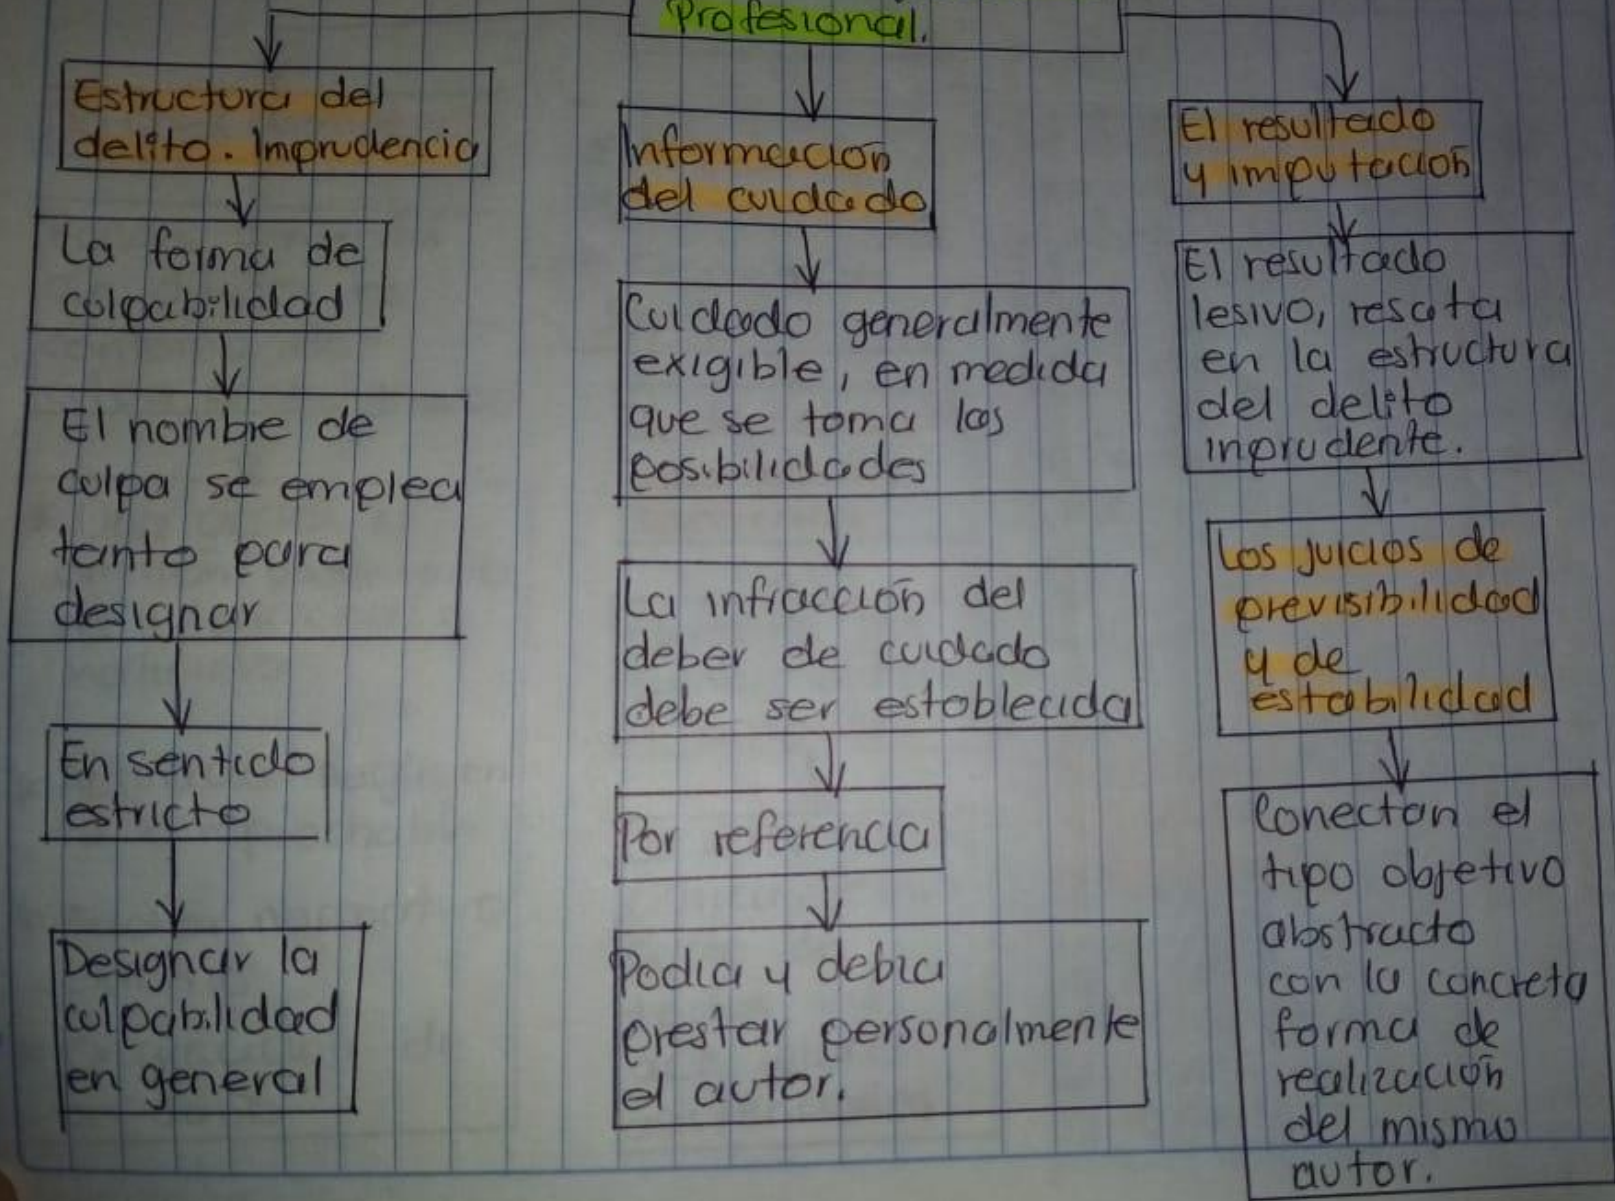 Profesional.
Estructura del
delito. Imprudencia
La forma de
culpabilidad
El nombre de
culpa se emplea
tanto para
designar
En sentido
estricto
Designar la
culpabilidad
en general
Información
del cuidado
Cuidado generalmente
exigible, en medida
que se toma las
posibilidades
La infracción del
deber de cuidado
debe ser establecida
Por referencia
Podia y debia
prestar personalmente
el autor.
El resultado
y imputación
El resultado
lesivo, resata
en la estructura
del delito
inprudente.
Los juicios de
previsibilidad
y de
estabilidad
Conectan el
tipo objetivo
abstracto
con la concreta
forma de
realización
del mismo
autor.